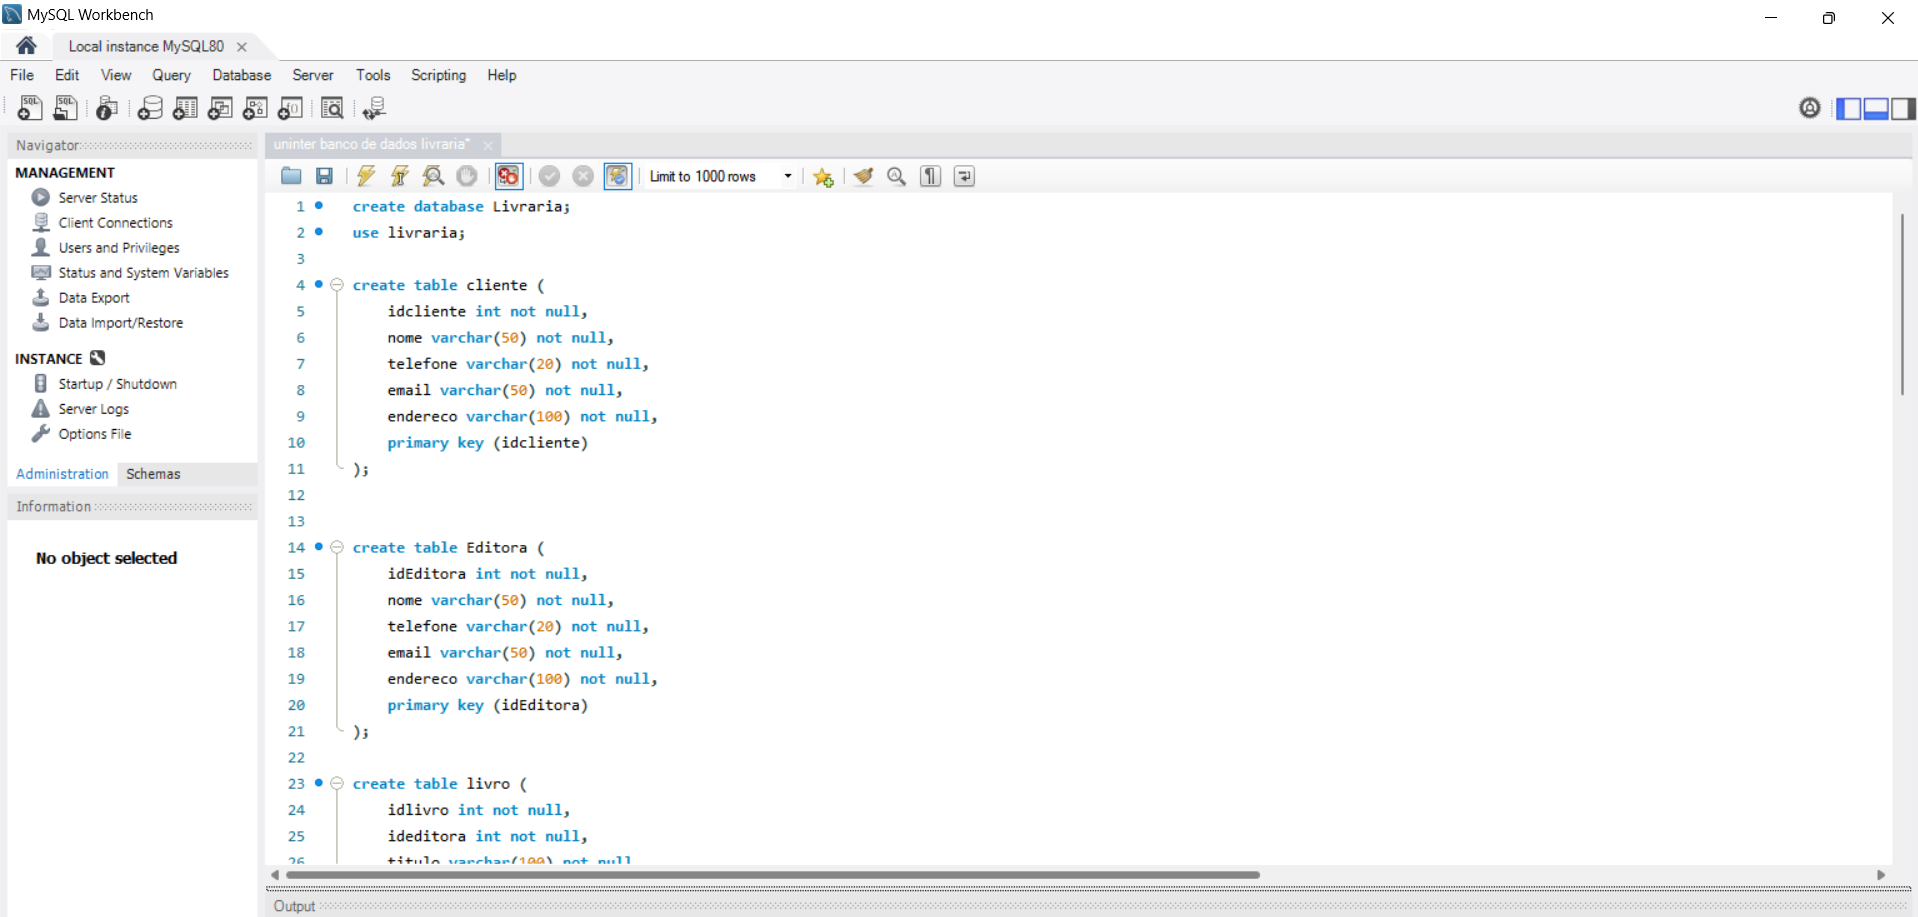 MySQL Workbench
Local instance MySQL80
File Edit View Query Database Server Tools Scripting Help
Navigator
MANAGEMENT
Server Status
Client Connections
Users and Privileges
Status and System Variables
Data Export
Data Import/Restore
INSTANCE
Startup / Shutdown
Server Logs
Options File
Administration Schemas
Information
No object selected
uninter banco de dados livraria*
Limit to 1000 rows
1 create database Livraria;
2 use livraria;
3
4 create table cliente (
5 idcliente int not null,
6 nome varchar(50) not null,
7 telefone varchar(20) not null,
8 email varchar(50) not null,
9 endereco varchar(100) not null,
10 primary key (idcliente)
11 );
12
13
14 create table Editora (
15 idEditora int not null,
16 nome varchar(50) not null,
17 telefone varchar(20) not null,
18 email varchar(50) not null,
19 endereco varchar(100) not null,
20 primary key (idEditora)
21 );
22
23 create table livro (
24 idlivro int not null,
25 ideditora int not null,
26 titulo varchar(100) not null
Output